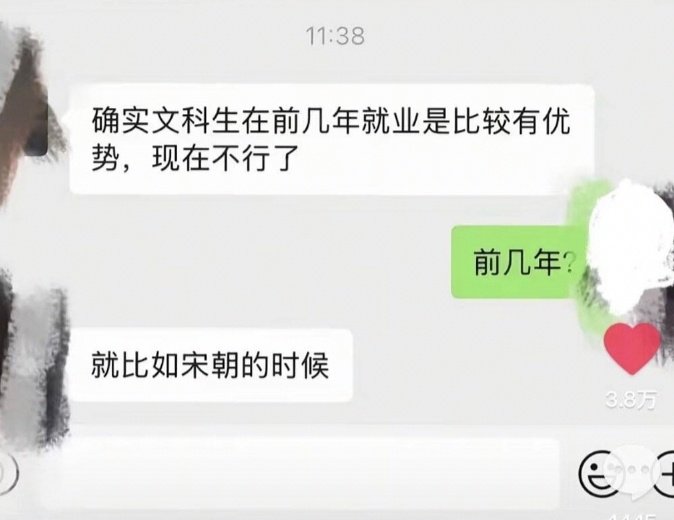 11:38
确实文科生在前几年就业是比较有优
势，现在不行了
前几年?
就比如宋朝的时候
3.8万